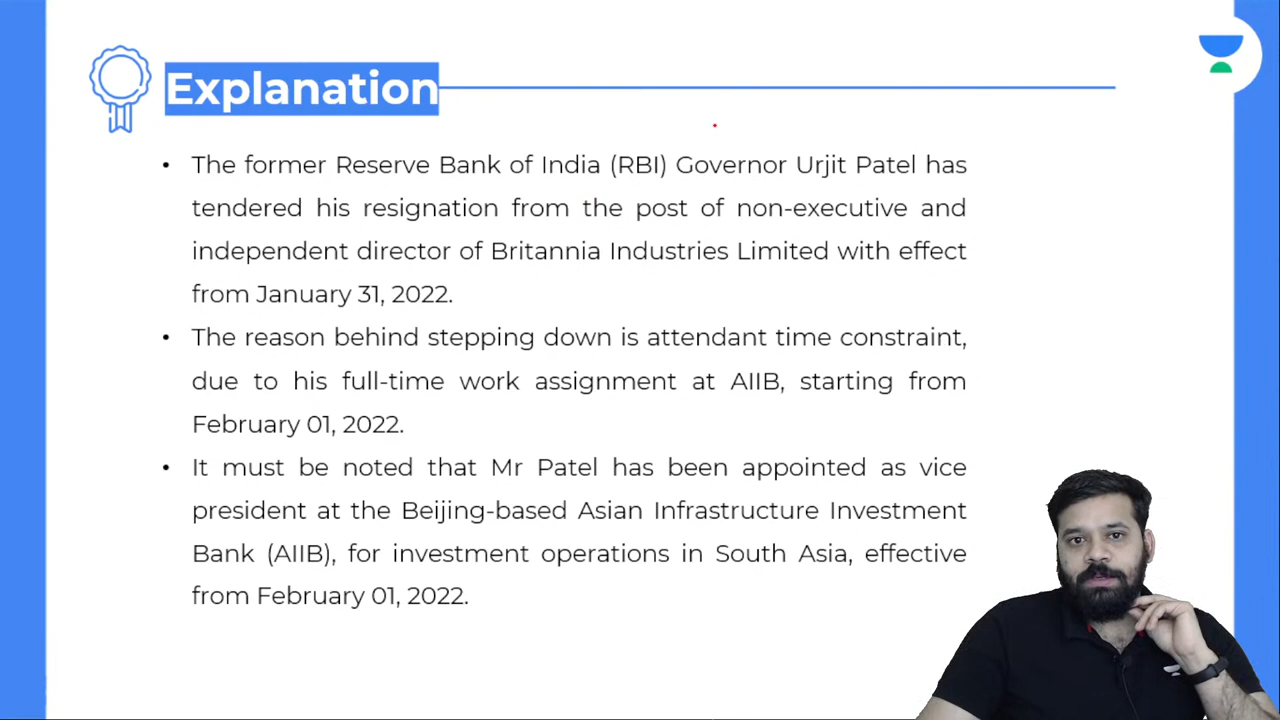 Explanation
• The former Reserve Bank of India (RBI) Governor Urjit Patel has
tendered his resignation from the post of non-executive and
independent director of Britannia Industries Limited with effect
from January 31, 2022.
• The reason behind stepping down is attendant time constraint,
due to his full-time work assignment at AIIB, starting from
February 01, 2022.
• It must be noted that Mr Patel has been appointed as vice
president at the Beijing-based Asian Infrastructure Investment
Bank (AIIB), for investment operations in South Asia, effective
from February 01, 2022.